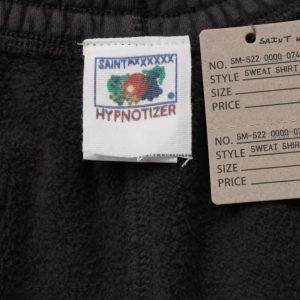 SAINT Mxxxxxx
HYPNOTIZER
SAINT
NO. SM-S22 0000 074
STYLE SWEAT SHIRT
SIZE
PRICE
NO. SM-S22 0000 07
STYLE SWEAT SHIR
SIZE
PRICE